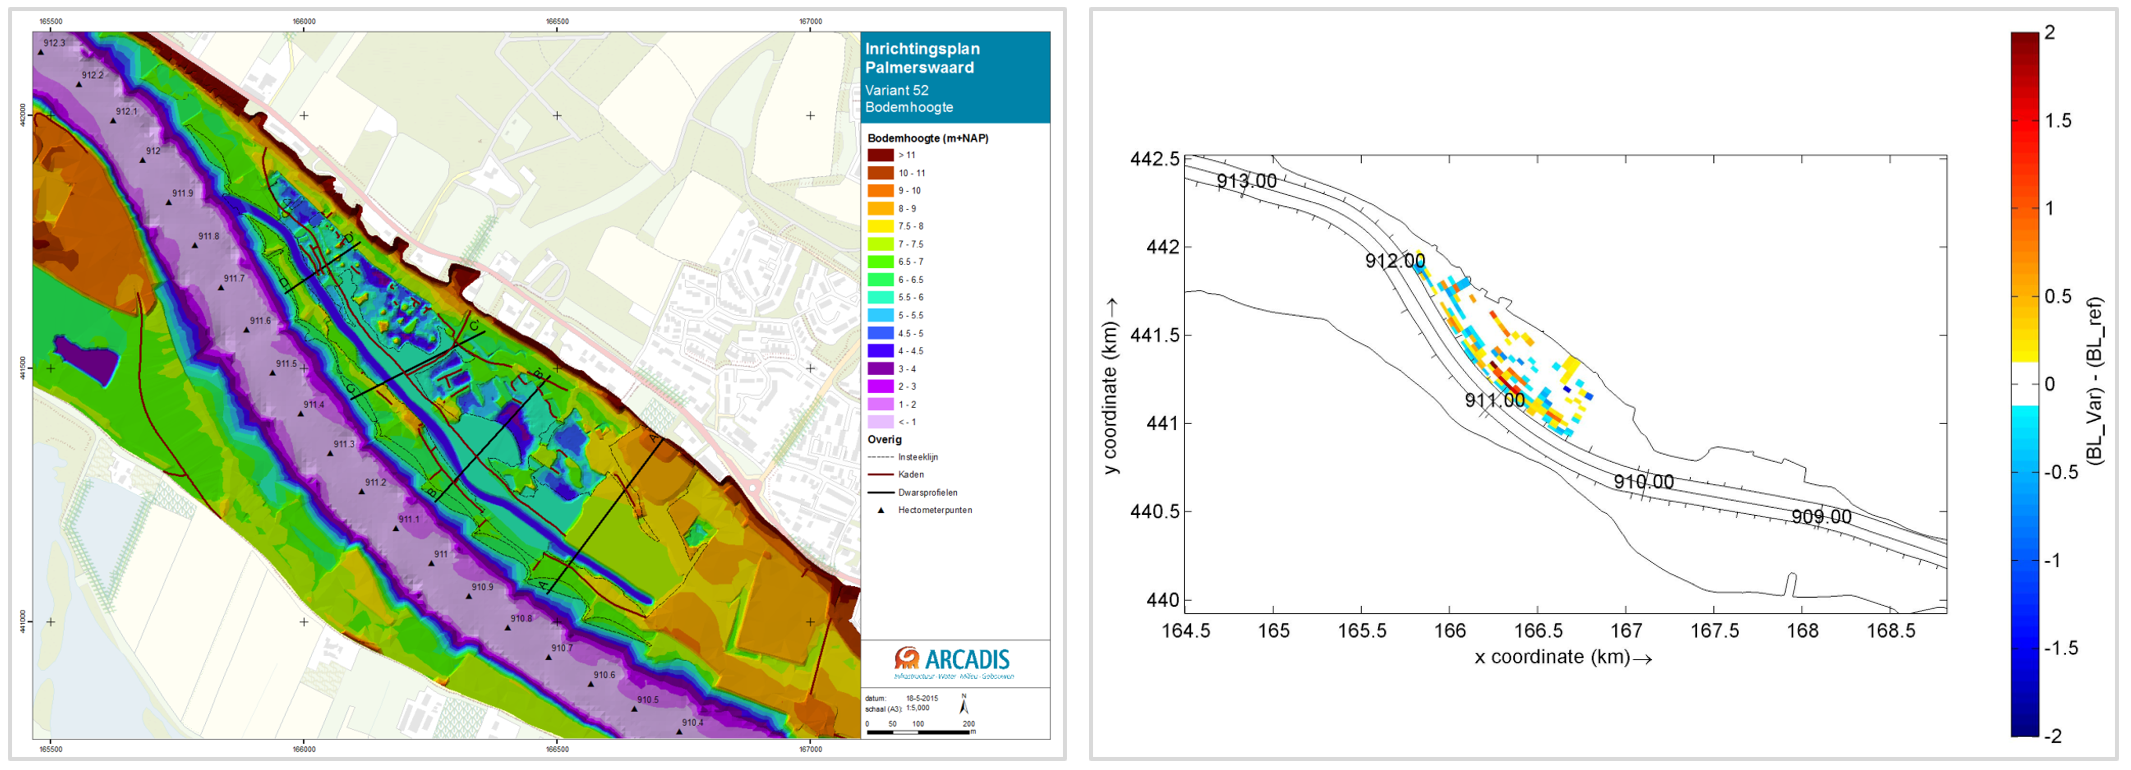 165500 166000 166500 167000
442000
441500
441000
912.3
912.2
912.1
912
911.9
911.8
911.7
911.6
911.5
911.4
911.3
911.2
911.1
911
910.9
910.8
910.7
910.6
910.5
910.4
D D'
C C'
B B'
A A'
165500 166000 166500 167000
Inrichtingsplan
Palmerswaard
Variant 52
Bodemhoogte
Bodemhoogte (m+NAP)
> 11
10 - 11
9 - 10
8 - 9
7.5 - 8
7 - 7.5
6.5 - 7
6 - 6.5
5.5 - 6
5 - 5.5
4.5 - 5
4 - 4.5
3 - 4
2 - 3
1 - 2
< - 1
Overig
Insteeklijn
Kaden
Dwarsprofielen
Hectometerpunten
ARCADIS
Infrastructuur · Water · Milieu · Gebouwen
datum: 18-5-2015
schaal (A3): 1:5,000
N
0 50 100 200
m
442.5
442
441.5
441
440.5
440
y coordinate (km)→
164.5 165 165.5 166 166.5 167 167.5 168 168.5
x coordinate (km)→
913.00
912.00
911.00
910.00
909.00
2
1.5
1
0.5
0
-0.5
-1
-1.5
-2
(BL_Var) - (BL_ref)